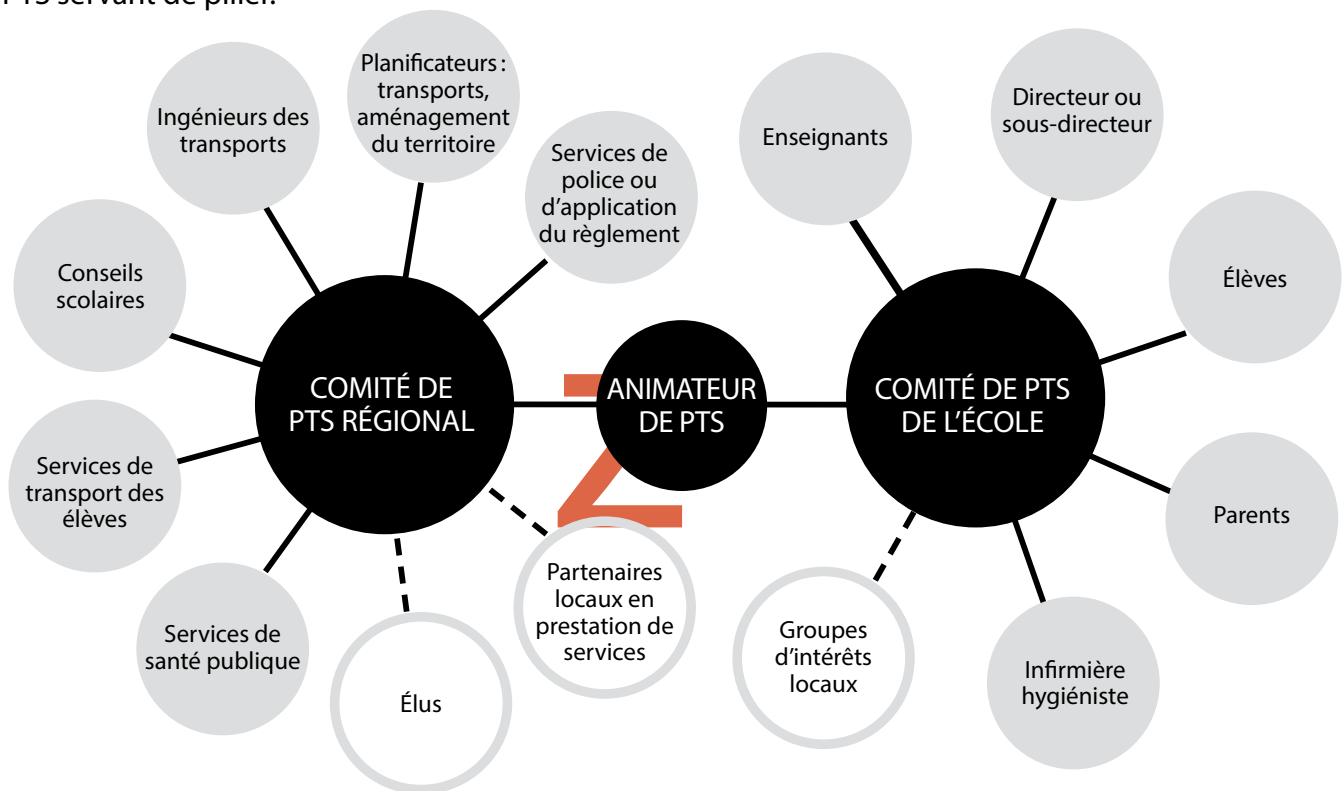 PTS servant de pilier.
Planificateurs :
transports,
aménagement
du territoire
Ingénieurs des
transports
Services de
police ou
d'application
du règlement
Conseils
scolaires
Services de
transport des
élèves
Services de
santé publique
Élus
Partenaires
locaux en
prestation de
services
COMITÉ DE
PTS RÉGIONAL
ANIMATEUR
DE PTS
COMITÉ DE PTS
DE L'ÉCOLE
Enseignants
Directeur ou
sous-directeur
Élèves
Parents
Infirmière
hygiéniste
Groupes
d'intérêts
locaux